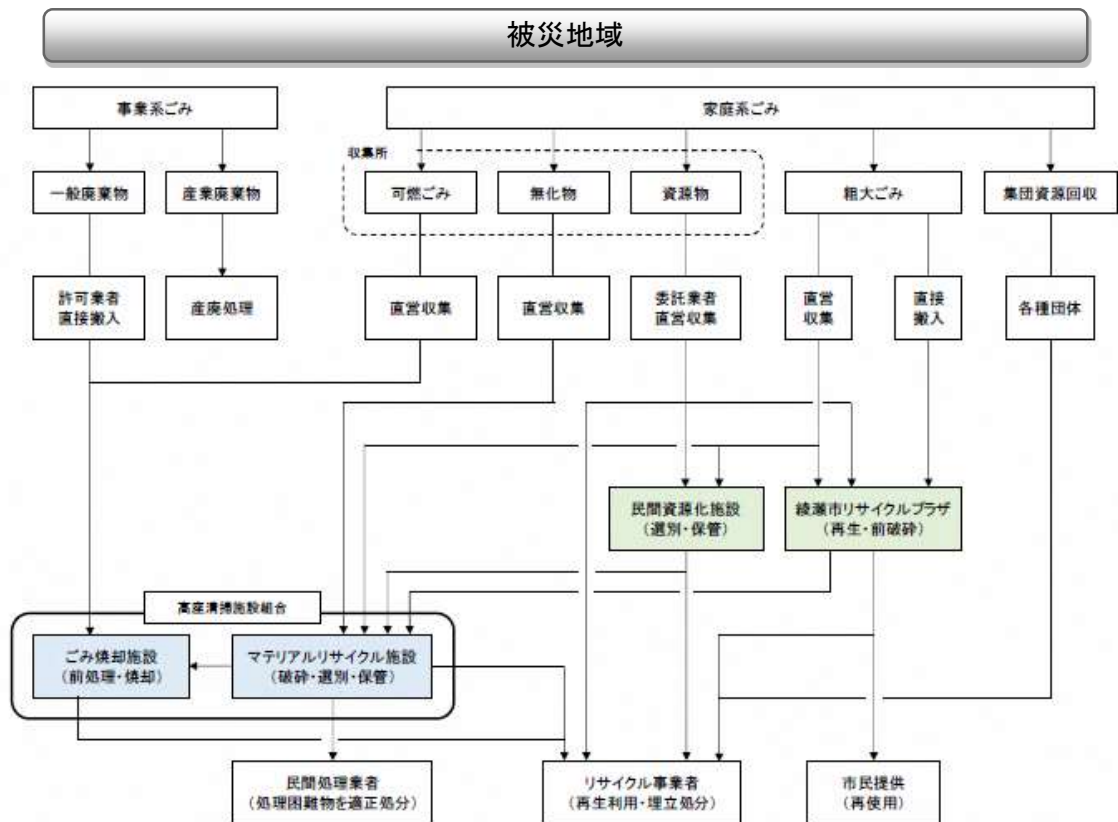 被災地域
事業系ごみ
家庭系ごみ
収集所
一般廃棄物
産業廃棄物
可燃ごみ
無化物
資源物
粗大ごみ
集団資源回収
許可業者
直接搬入
産廃処理
直営収集
直営収集
委託業者
直営収集
直営
収集
直接
搬入
各種団体
民間資源化施設
(選別・保管)
綾瀬市リサイクルプラザ
(再生・前破砕)
高座清掃施設組合
ごみ焼却施設
(前処理・焼却)
マテリアルリサイクル施設
(破砕・選別・保管)
民間処理業者
(処理困難物を適正処分)
リサイクル事業者
(再生利用・埋立処分)
市民提供
(再使用)